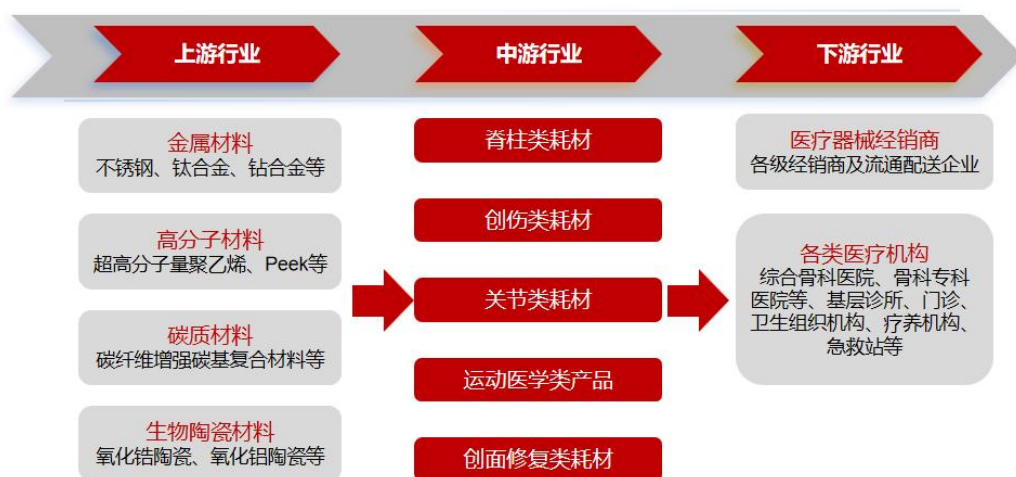 上游行业
中游行业
下游行业
金属材料
不锈钢、钛合金、钻合金等
高分子材料
超高分子量聚乙烯、Peek等
碳质材料
碳纤维增强碳基复合材料等
生物陶瓷材料
氧化锆陶瓷、氧化铝陶瓷等
脊柱类耗材
创伤类耗材
关节类耗材
运动医学类产品
创面修复类耗材
医疗器械经销商
各级经销商及流通配送企业
各类医疗机构
综合骨科医院、骨科专科
医院等、基层诊所、门诊、
卫生组织机构、疗养机构、
急救站等